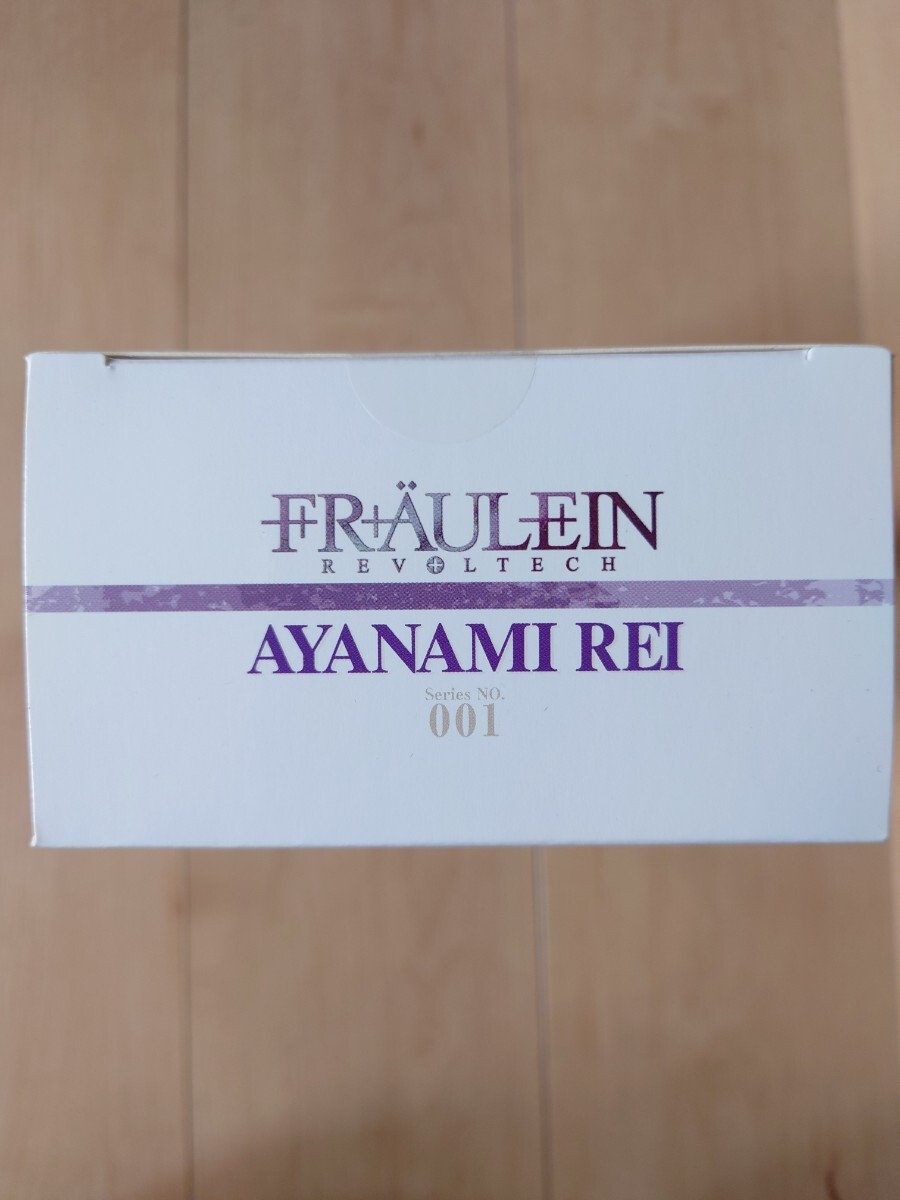 FRÄULEIN
REVOLTECH
AYANAMI REI
Series NO.
001